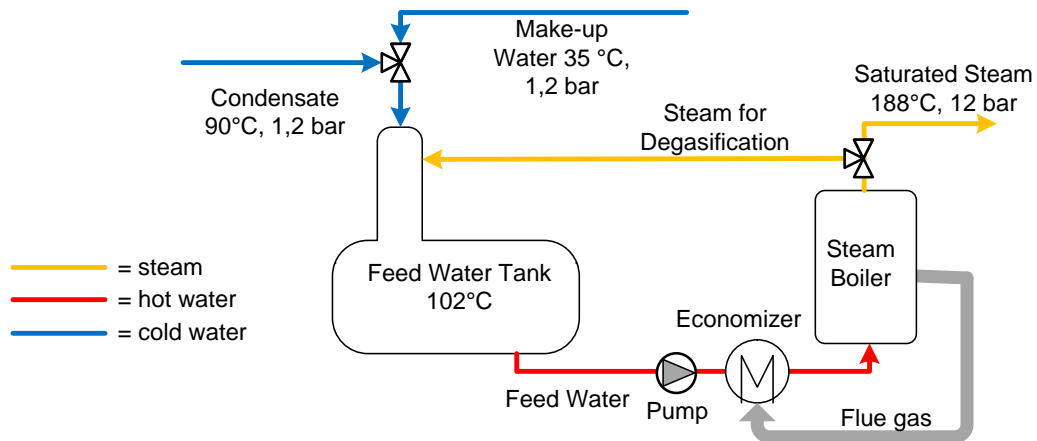 Make-up
Water 35 °C,
1,2 bar
Condensate
90°C, 1,2 bar
Saturated Steam
188°C, 12 bar
Steam for
Degasification
Feed Water Tank
102°C
Steam
Boiler
= steam
= hot water
= cold water
Economizer
Feed Water
Pump
Flue gas